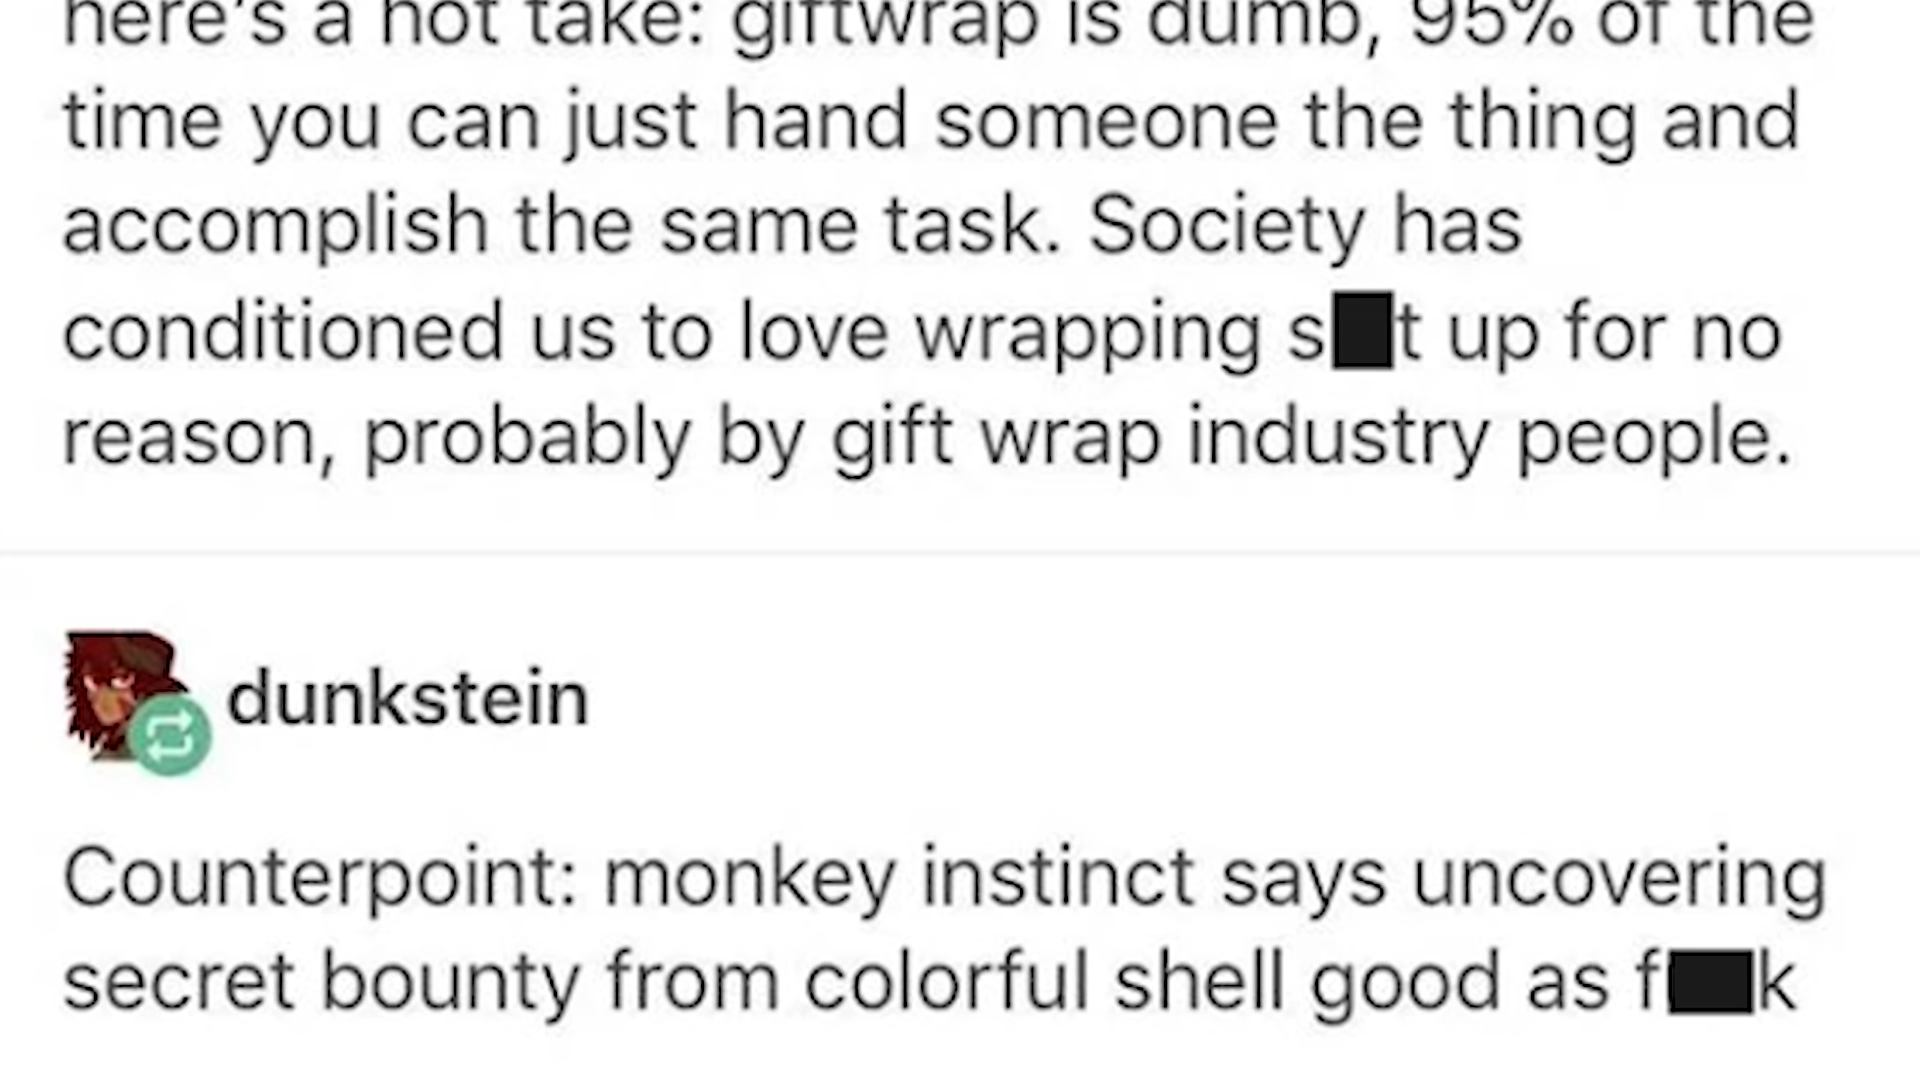 here's a hot take: giftwrap is dumb, 95% of the
time you can just hand someone the thing and
accomplish the same task. Society has
conditioned us to love wrapping s█t up for no
reason, probably by gift wrap industry people.
dunkstein
Counterpoint: monkey instinct says uncovering
secret bounty from colorful shell good as f█k